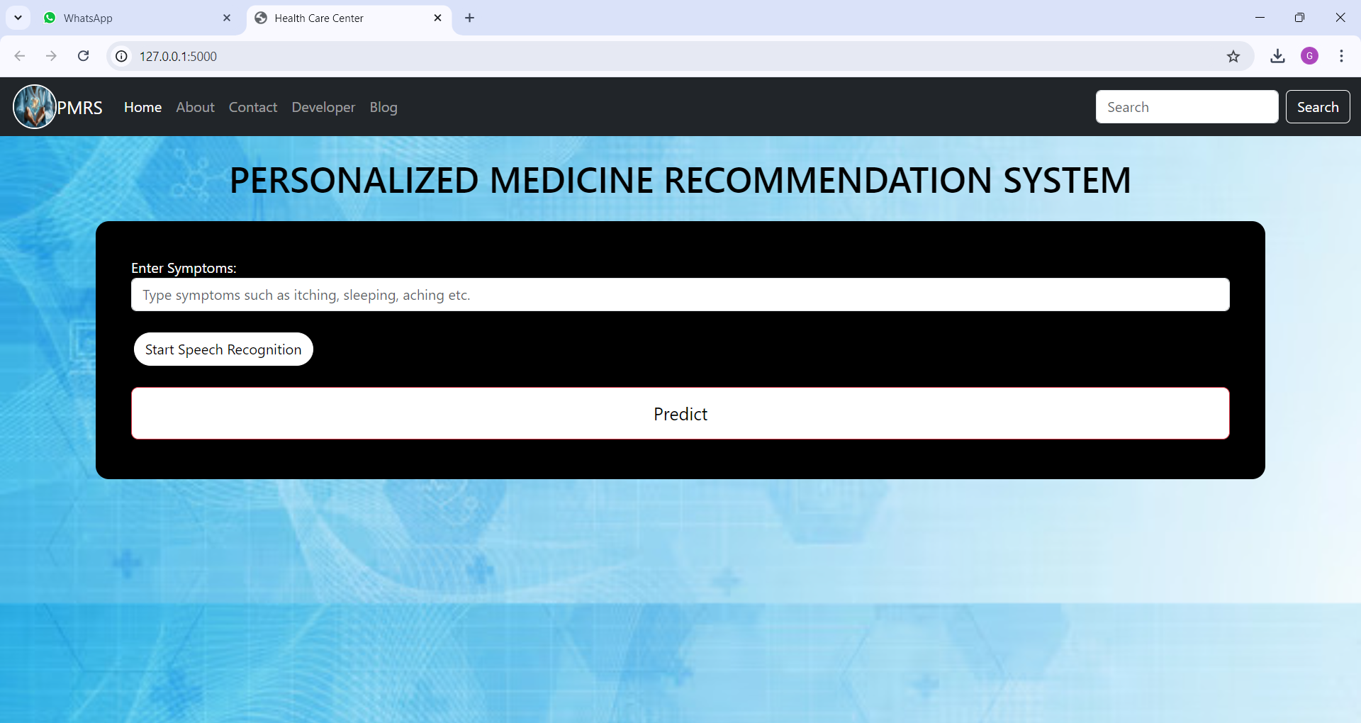 WhatsApp
Health Care Center
127.0.0.1:5000
G
PMRS Home About Contact Developer Blog Search Search
PERSONALIZED MEDICINE RECOMMENDATION SYSTEM
Enter Symptoms:
Type symptoms such as itching, sleeping, aching etc.
Start Speech Recognition
Predict